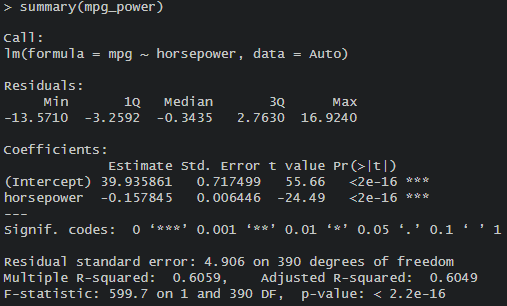 > summary(mpg_power)

Call:
lm(formula = mpg ~ horsepower, data = Auto)

Residuals:
     Min       1Q   Median       3Q      Max
-13.5710  -3.2592  -0.3435   2.7630  16.9240

Coefficients:
             Estimate Std. Error t value Pr(>|t|)
(Intercept) 39.935861   0.717499   55.66   <2e-16 ***
horsepower  -0.157845   0.006446  -24.49   <2e-16 ***
---
Signif. codes:  0 ‘***’ 0.001 ‘**’ 0.01 ‘*’ 0.05 ‘.’ 0.1 ‘ ’ 1

Residual standard error: 4.906 on 390 degrees of freedom
Multiple R-squared:  0.6059,    Adjusted R-squared:  0.6049
F-statistic: 599.7 on 1 and 390 DF,  p-value: < 2.2e-16